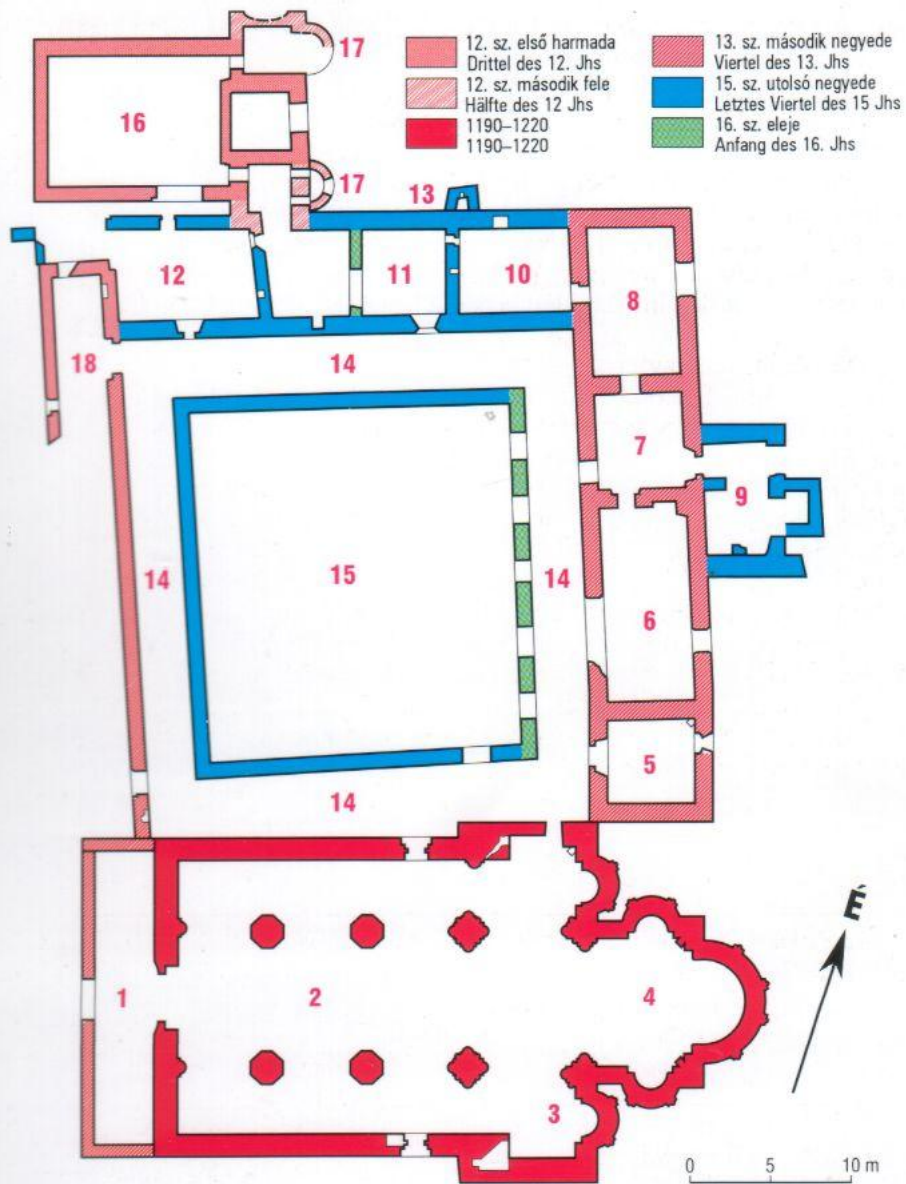 12. sz. első harmada
Drittel des 12. Jhs
12. sz. második fele
Hälfte des 12 Jhs
1190–1220
1190–1220
13. sz. második negyede
Viertel des 13. Jhs
15. sz. utolsó negyede
Letztes Viertel des 15 Jhs
16. sz. eleje
Anfang des 16. Jhs
17
16
17
13
12
11
10
8
18
14
7
9
14
15
14
6
5
14
É
1
2
4
3
0 5 10 m